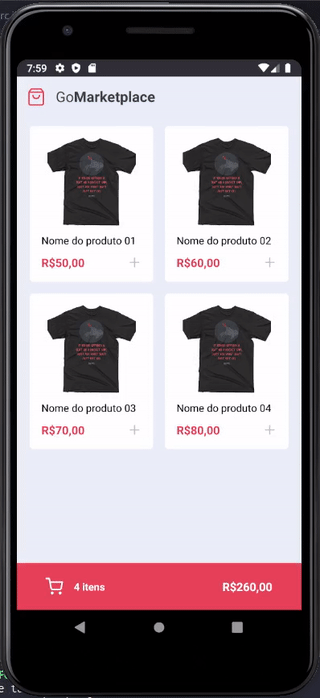 7:59
GoMarketplace
Nome do produto 01
Nome do produto 02
R$50,00 +
R$60,00 +
Nome do produto 03
Nome do produto 04
R$70,00 +
R$80,00 +
4 itens
R$260,00